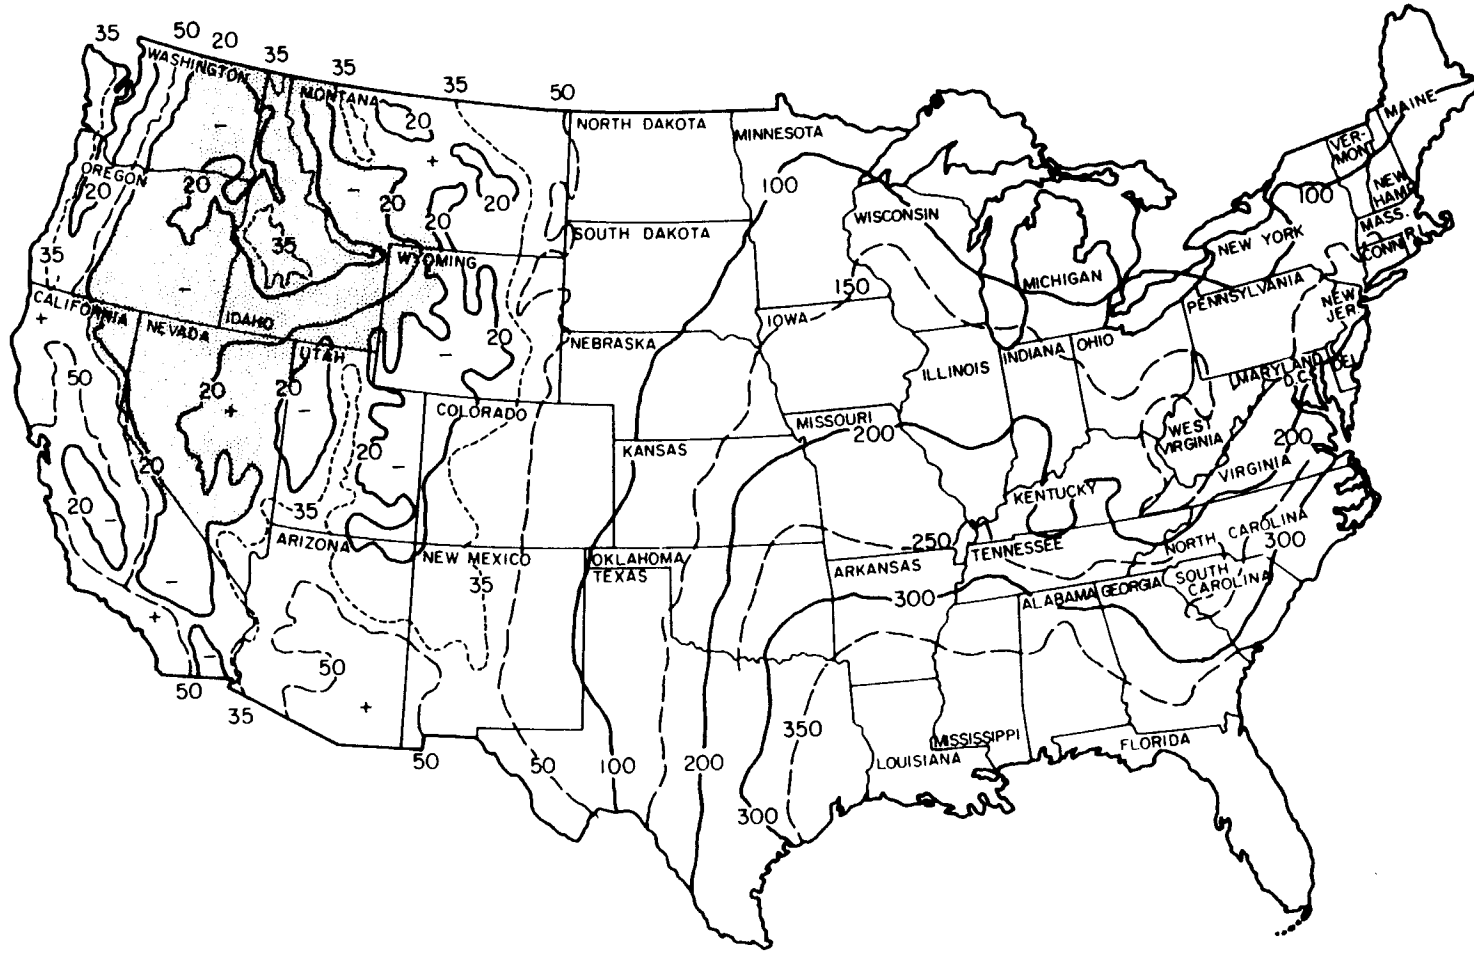 35
50
20
35
35
35
50
WASHINGTON
MONTANA
20
+
-
NORTH DAKOTA
MINNESOTA
MAINE
VER-
MONT
OREGON
20
20
-
20
20
20
100
100
NEW
HAMP
WISCONSIN
MASS.
CONN.
R.I.
35
35
WYOMING
SOUTH DAKOTA
NEW YORK
MICHIGAN
150
PENNSYLVANIA
NEW
JER.
CALIFORNIA
+
NEVADA
-
IDAHO
UTAH
20
-
NEBRASKA
IOWA
ILLINOIS
INDIANA
OHIO
MARYLAND
D.C.
DEL.
50
20
+
20
-
COLORADO
MISSOURI
200
WEST
VIRGINIA
200
KANSAS
20
20
-
VIRGINIA
20
-
35
KENTUCKY
ARIZONA
NEW MEXICO
OKLAHOMA
TEXAS
250
TENNESSEE
NORTH CAROLINA
300
ARKANSAS
SOUTH
CAROLINA
-
35
300
ALABAMA
GEORGIA
+
-
50
+
50
35
350
MISSISSIPPI
FLORIDA
LOUISIANA
50
50
100
200
300